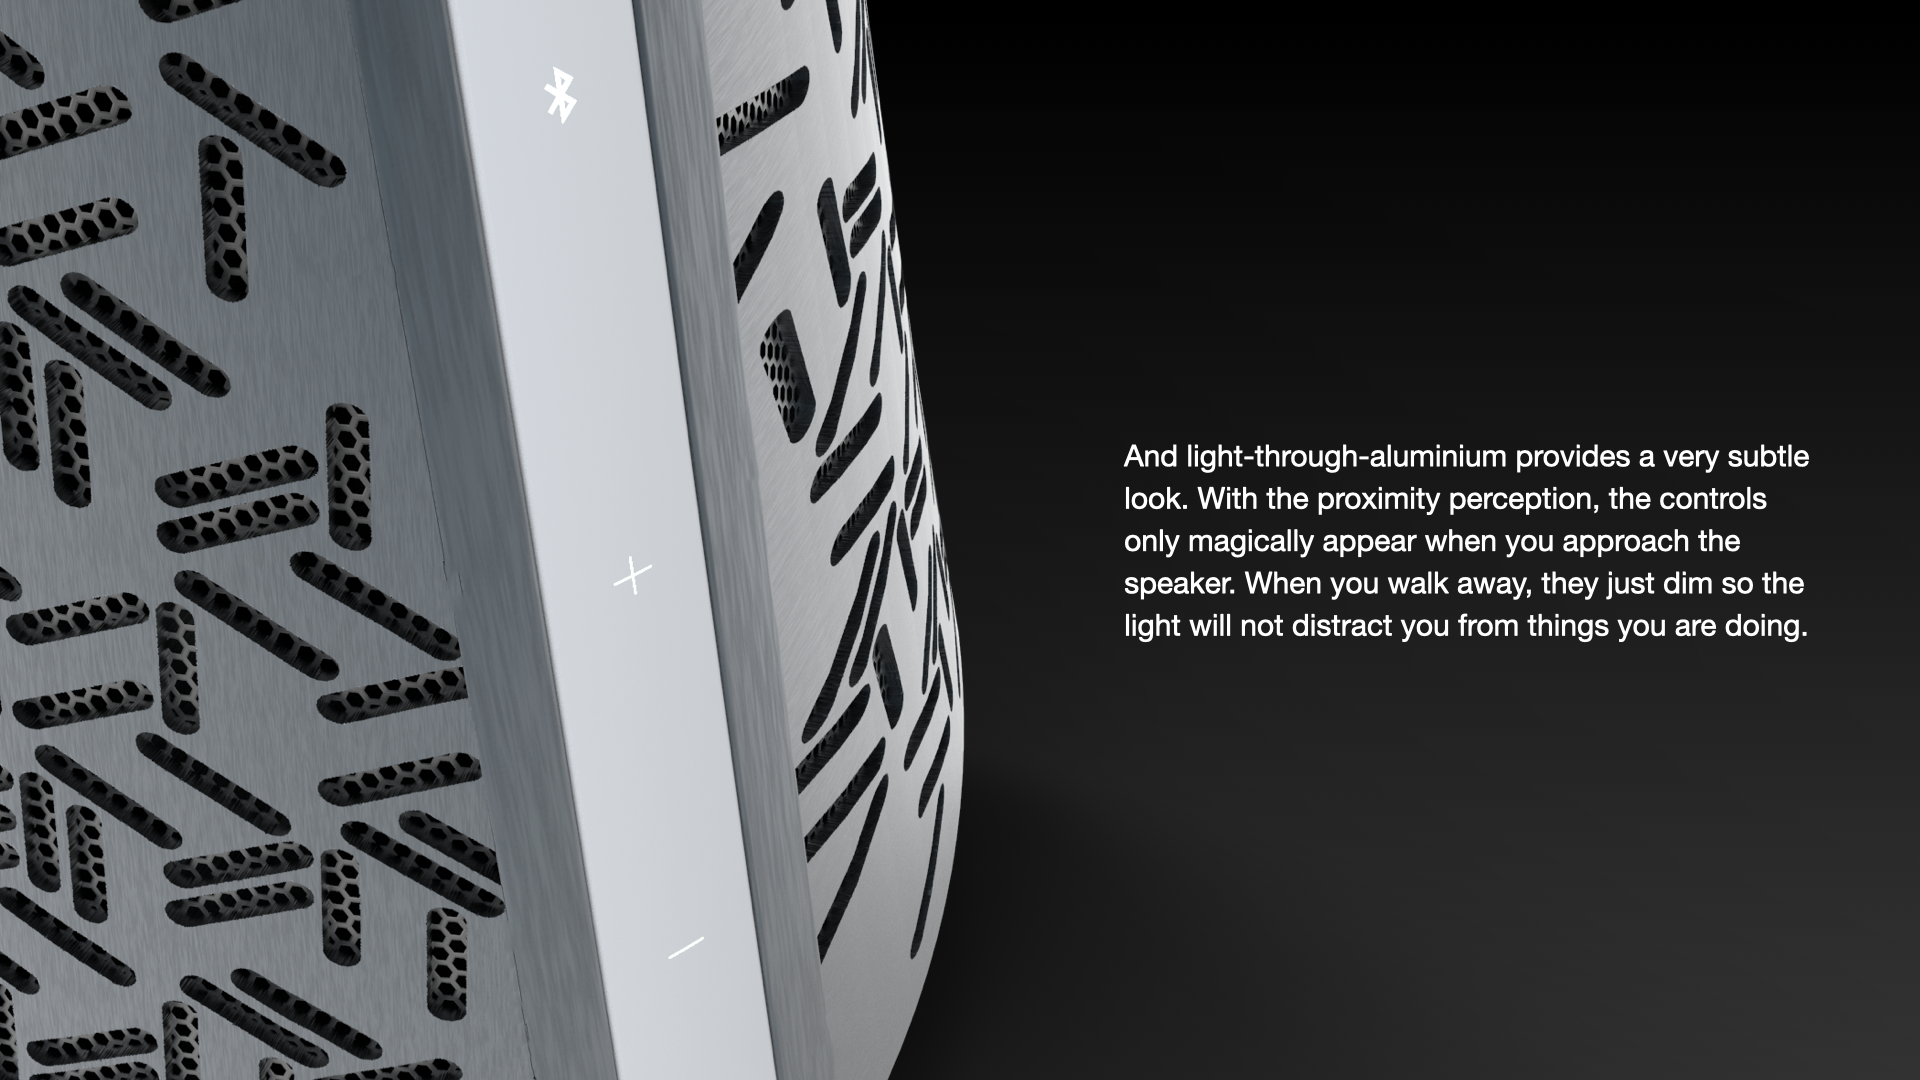 And light-through-aluminium provides a very subtle
look. With the proximity perception, the controls
only magically appear when you approach the
speaker. When you walk away, they just dim so the
light will not distract you from things you are doing.